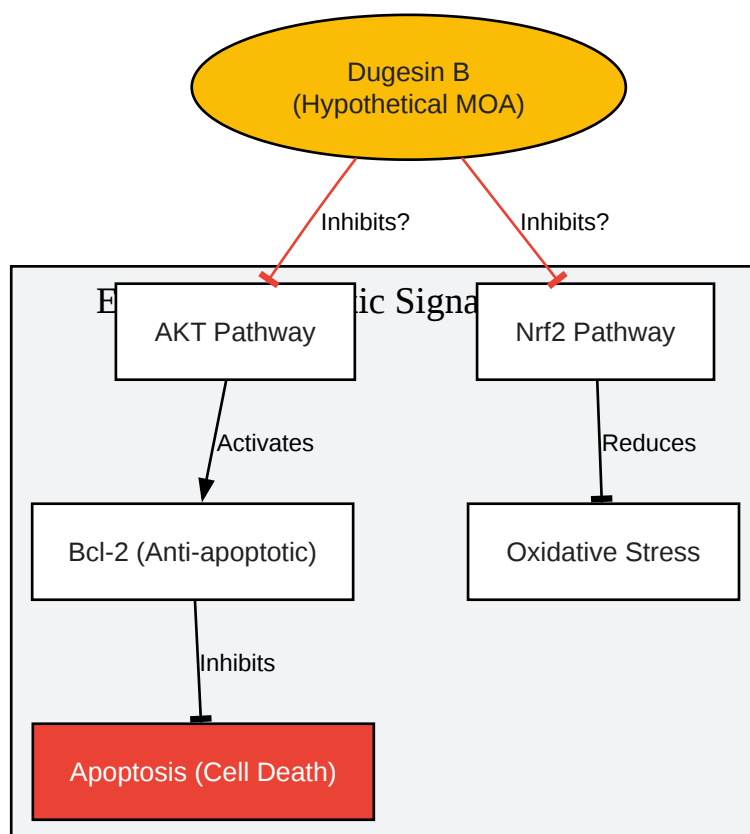 Dugesin B
(Hypothetical MOA)
Inhibits?
Inhibits?
AKT Pathway
Nrf2 Pathway
Activates
Reduces
Bcl-2 (Anti-apoptotic)
Oxidative Stress
Inhibits
Apoptosis (Cell Death)